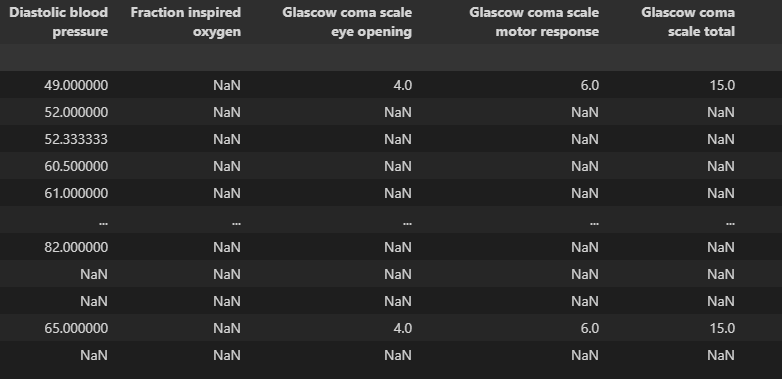 Diastolic blood Fraction inspired Glascow coma scale Glascow coma scale Glascow coma
pressure oxygen eye opening motor response scale total
49.000000 NaN 4.0 6.0 15.0
52.000000 NaN NaN NaN NaN
52.333333 NaN NaN NaN NaN
60.500000 NaN NaN NaN NaN
61.000000 NaN NaN NaN NaN
... ... ... ... ...
82.000000 NaN NaN NaN NaN
NaN NaN NaN NaN NaN
NaN NaN NaN NaN NaN
65.000000 NaN 4.0 6.0 15.0
NaN NaN NaN NaN NaN